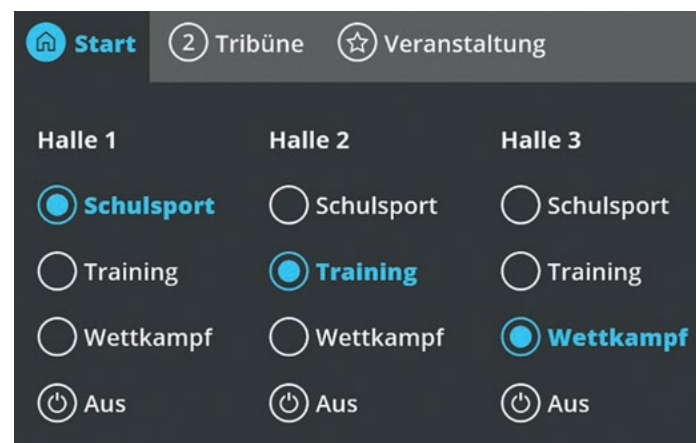 Start 2 Tribüne Veranstaltung
Halle 1 Halle 2 Halle 3
Schulsport Schulsport Schulsport
Training Training Training
Wettkampf Wettkampf Wettkampf
Aus Aus Aus